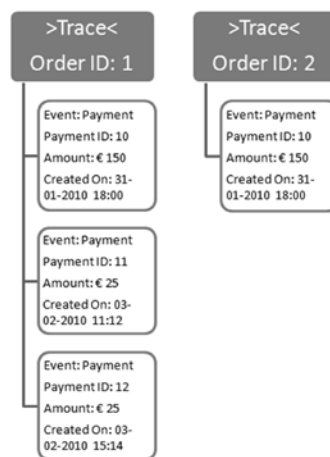 >Trace<
Order ID: 1
Event: Payment
Payment ID: 10
Amount: € 150
Created On: 31-
01-2010 18:00
Event: Payment
Payment ID: 11
Amount: € 25
Created On: 03-
02-2010 11:12
Event: Payment
Payment ID: 12
Amount: € 25
Created On: 03-
02-2010 15:14
>Trace<
Order ID: 2
Event: Payment
Payment ID: 10
Amount: € 150
Created On: 31-
01-2010 18:00